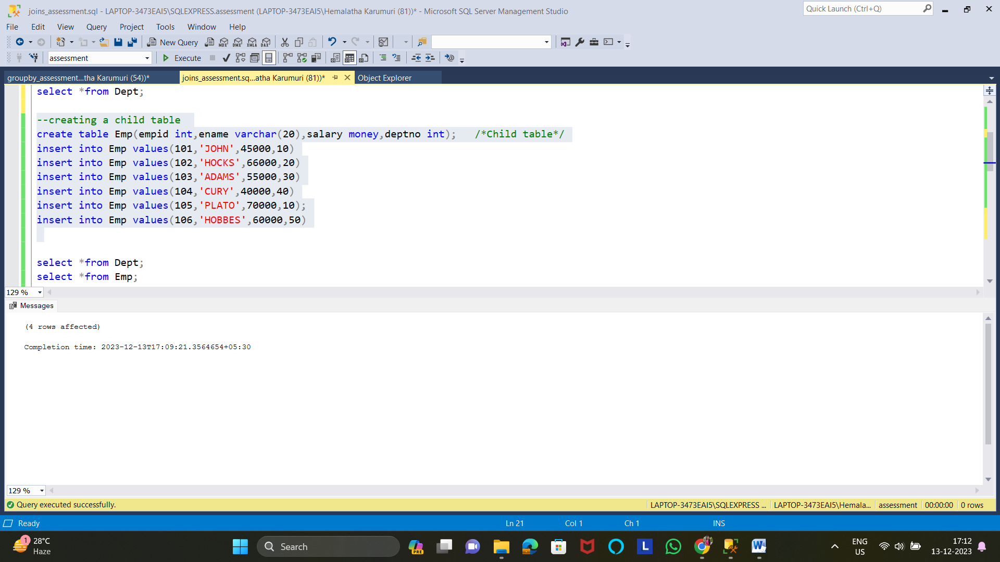 joins_assessment.sql - LAPTOP-3473EAI5\SQLEXPRESS.assessment (LAPTOP-3473EAI5\Hemalatha Karumuri (81))* - Microsoft SQL Server Management Studio
Quick Launch (Ctrl+Q)
File Edit View Query Project Tools Window Help
New Query MDX DMX XMLA DAX
assessment Execute
groupby_assessment...tha Karumuri (54))* joins_assessment.sq...atha Karumuri (81))* Object Explorer
select *from Dept;
--creating a child table
create table Emp(empid int,ename varchar(20),salary money,deptno int); /*Child table*/
insert into Emp values(101,'JOHN',45000,10)
insert into Emp values(102,'HOCKS',66000,20)
insert into Emp values(103,'ADAMS',55000,30)
insert into Emp values(104,'CURY',40000,40)
insert into Emp values(105,'PLATO',70000,10);
insert into Emp values(106,'HOBBES',60000,50)
select *from Dept;
select *from Emp;
129 %
Messages
(4 rows affected)
Completion time: 2023-12-13T17:09:21.3564654+05:30
129 %
Query executed successfully. LAPTOP-3473EAI5\SQLEXPRESS ... LAPTOP-3473EAI5\Hemala... assessment 00:00:00 0 rows
Ready Ln 21 Col 1 Ch 1 INS
1 28°C
Haze
Search
PRE
L
W
ENG
US
17:12
13-12-2023